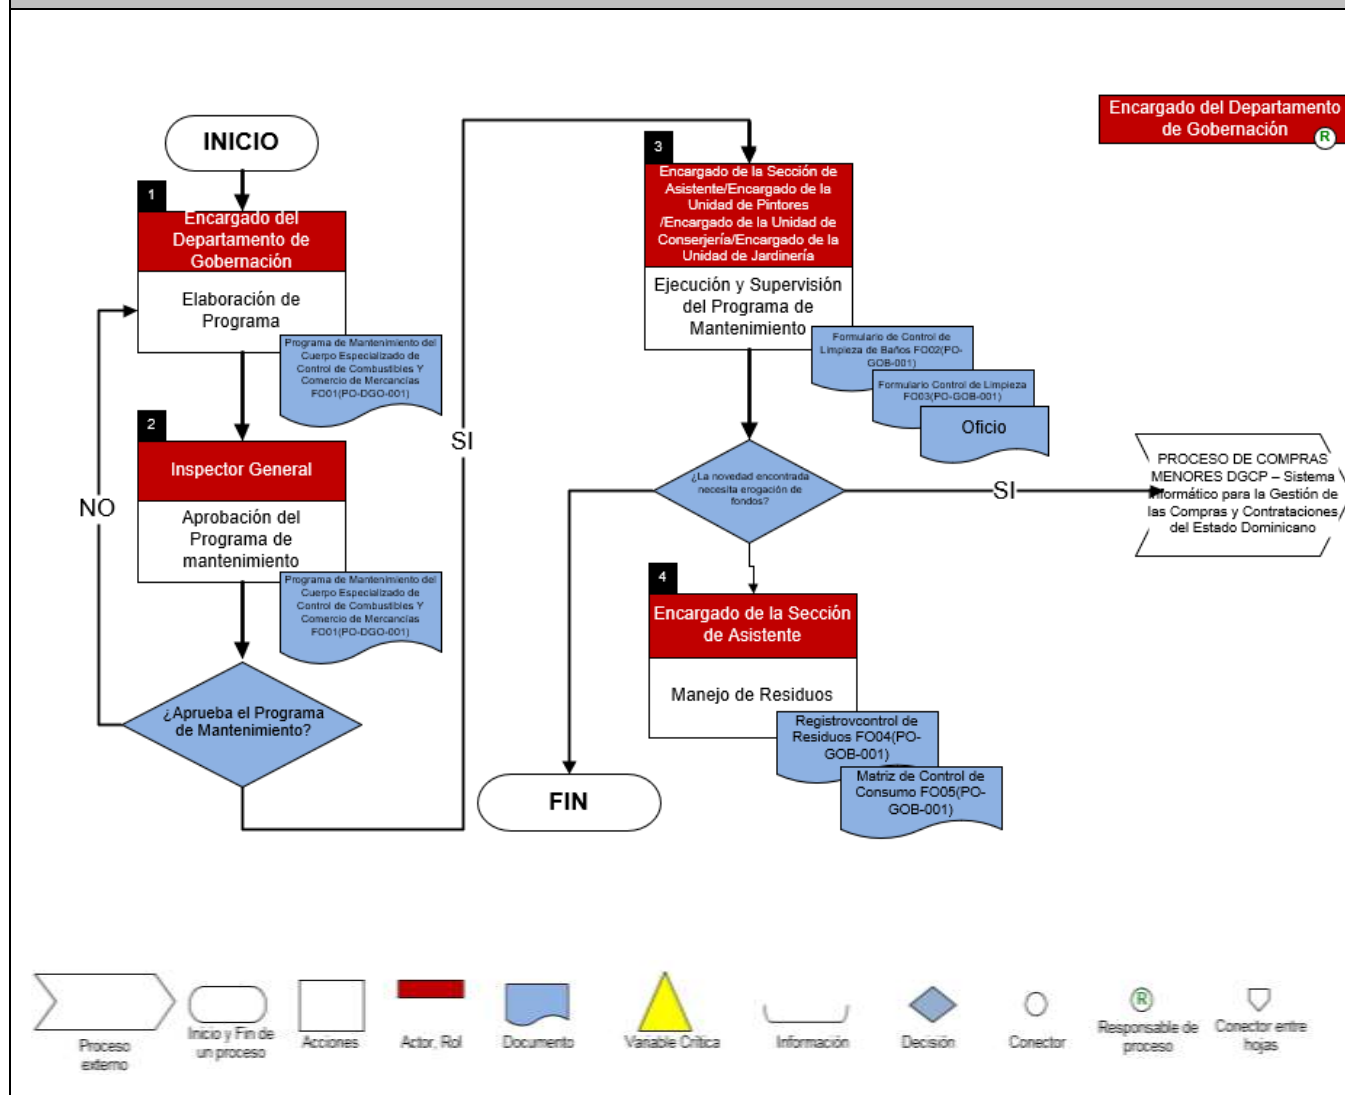 INICIO
1
Encargado del
Departamento de
Gobernación
Elaboración de
Programa
Programa de Mantenimiento del
Cuerpo Especializado de
Control de Combustibles Y
Comercio de Mercancías
FO01(PO-DGO-001)
2
Inspector General
Aprobación del
Programa de
mantenimiento
Programa de Mantenimiento del
Cuerpo Especializado de
Control de Combustibles Y
Comercio de Mercancías
FO01(PO-DGO-001)
NO
¿Aprueba el Programa
de Mantenimiento?
SI
3
Encargado de la Sección de
Asistente/Encargado de la
Unidad de Pintores
/Encargado de la Unidad de
Conserjería/Encargado de la
Unidad de Jardinería
Ejecución y Supervisión
del Programa de
Mantenimiento
Formulario de Control de
Limpieza de Baños FO02(PO-
GOB-001)
Formulario Control de Limpieza
FO03(PO-GOB-001)
Oficio
¿La novedad encontrada
necesita erogación de
fondos?
SI
PROCESO DE COMPRAS
MENORES DGCP – Sistema
Informático para la Gestión de
las Compras y Contrataciones
del Estado Dominicano
4
Encargado de la Sección
de Asistente
Manejo de Residuos
Registrovcontrol de
Residuos FO04(PO-
GOB-001)
Matriz de Control de
Consumo FO05(PO-
GOB-001)
FIN
Encargado del Departamento
de Gobernación
R
Proceso
externo
Inicio y Fin de
un proceso
Acciones
Actor, Rol
Documento
Variable Crítica
Información
Decisión
Conector
R
Responsable de
proceso
Conector entre
hojas